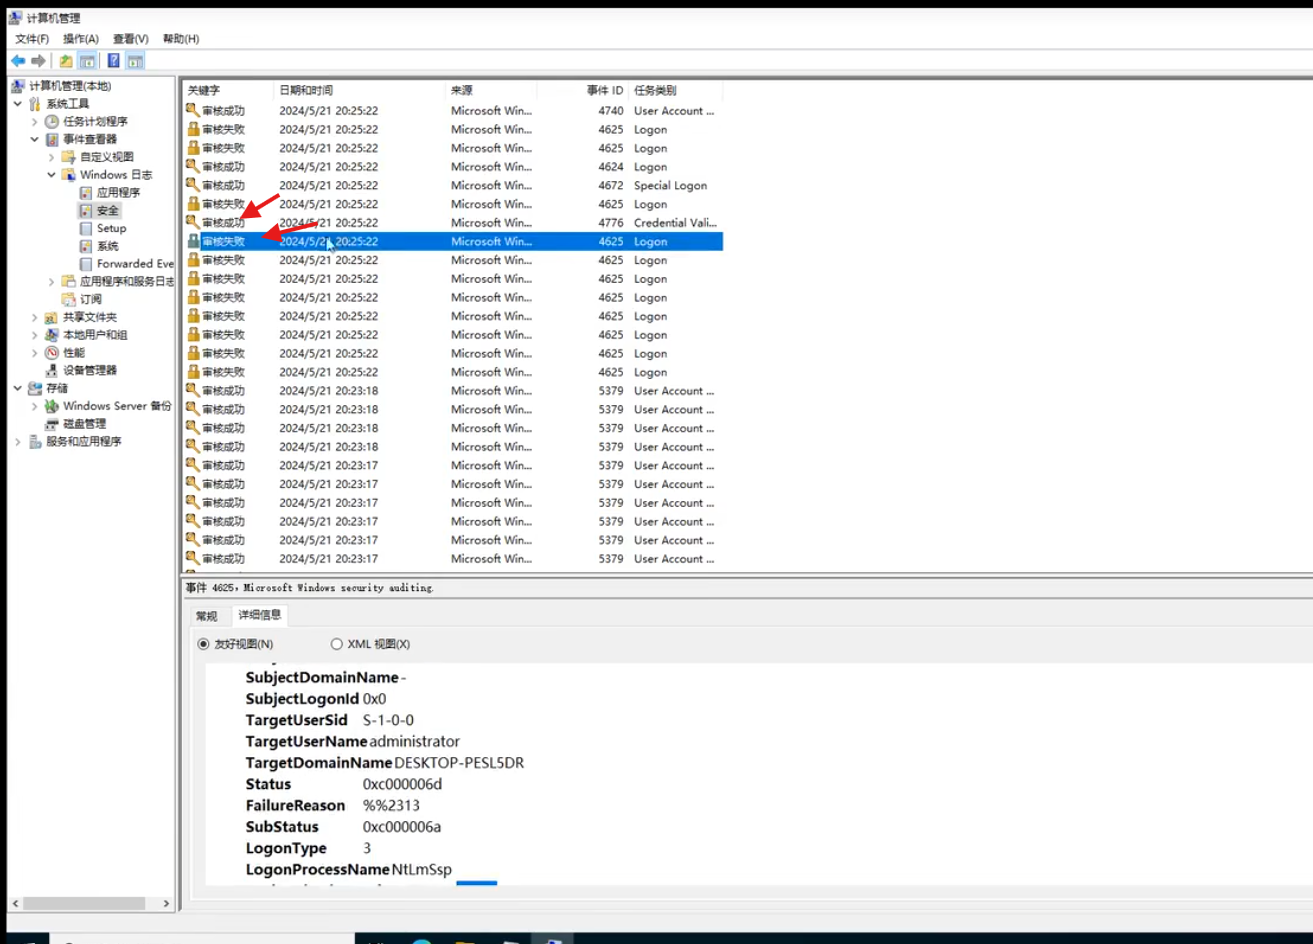 计算机管理
文件(F) 操作(A) 查看(V) 帮助(H)
计算机管理(本地)
系统工具
任务计划程序
事件查看器
自定义视图
Windows 日志
应用程序
安全
Setup
系统
Forwarded Eve
应用程序和服务日志
订阅
共享文件夹
本地用户和组
性能
设备管理器
存储
Windows Server 备份
磁盘管理
服务和应用程序
关键字 日期和时间 来源 事件 ID 任务类别
审核成功 2024/5/21 20:25:22 Microsoft Win... 4740 User Account ...
审核失败 2024/5/21 20:25:22 Microsoft Win... 4625 Logon
审核失败 2024/5/21 20:25:22 Microsoft Win... 4625 Logon
审核成功 2024/5/21 20:25:22 Microsoft Win... 4624 Logon
审核成功 2024/5/21 20:25:22 Microsoft Win... 4672 Special Logon
审核失败 2024/5/21 20:25:22 Microsoft Win... 4625 Logon
审核成功 2024/5/21 20:25:22 Microsoft Win... 4776 Credential Vali...
审核失败 2024/5/21 20:25:22 Microsoft Win... 4625 Logon
审核失败 2024/5/21 20:25:22 Microsoft Win... 4625 Logon
审核失败 2024/5/21 20:25:22 Microsoft Win... 4625 Logon
审核失败 2024/5/21 20:25:22 Microsoft Win... 4625 Logon
审核失败 2024/5/21 20:25:22 Microsoft Win... 4625 Logon
审核失败 2024/5/21 20:25:22 Microsoft Win... 4625 Logon
审核失败 2024/5/21 20:25:22 Microsoft Win... 4625 Logon
审核失败 2024/5/21 20:25:22 Microsoft Win... 4625 Logon
审核成功 2024/5/21 20:23:18 Microsoft Win... 5379 User Account ...
审核成功 2024/5/21 20:23:18 Microsoft Win... 5379 User Account ...
审核成功 2024/5/21 20:23:18 Microsoft Win... 5379 User Account ...
审核成功 2024/5/21 20:23:18 Microsoft Win... 5379 User Account ...
审核成功 2024/5/21 20:23:17 Microsoft Win... 5379 User Account ...
审核成功 2024/5/21 20:23:17 Microsoft Win... 5379 User Account ...
审核成功 2024/5/21 20:23:17 Microsoft Win... 5379 User Account ...
审核成功 2024/5/21 20:23:17 Microsoft Win... 5379 User Account ...
审核成功 2024/5/21 20:23:17 Microsoft Win... 5379 User Account ...
审核成功 2024/5/21 20:23:17 Microsoft Win... 5379 User Account ...
事件 4625，Microsoft Windows security auditing.
常规 详细信息
友好视图(N) XML 视图(X)
SubjectDomainName -
SubjectLogonId 0x0
TargetUserSid S-1-0-0
TargetUserName administrator
TargetDomainName DESKTOP-PESL5DR
Status 0xc000006d
FailureReason %%2313
SubStatus 0xc000006a
LogonType 3
LogonProcessName NtLmSsp